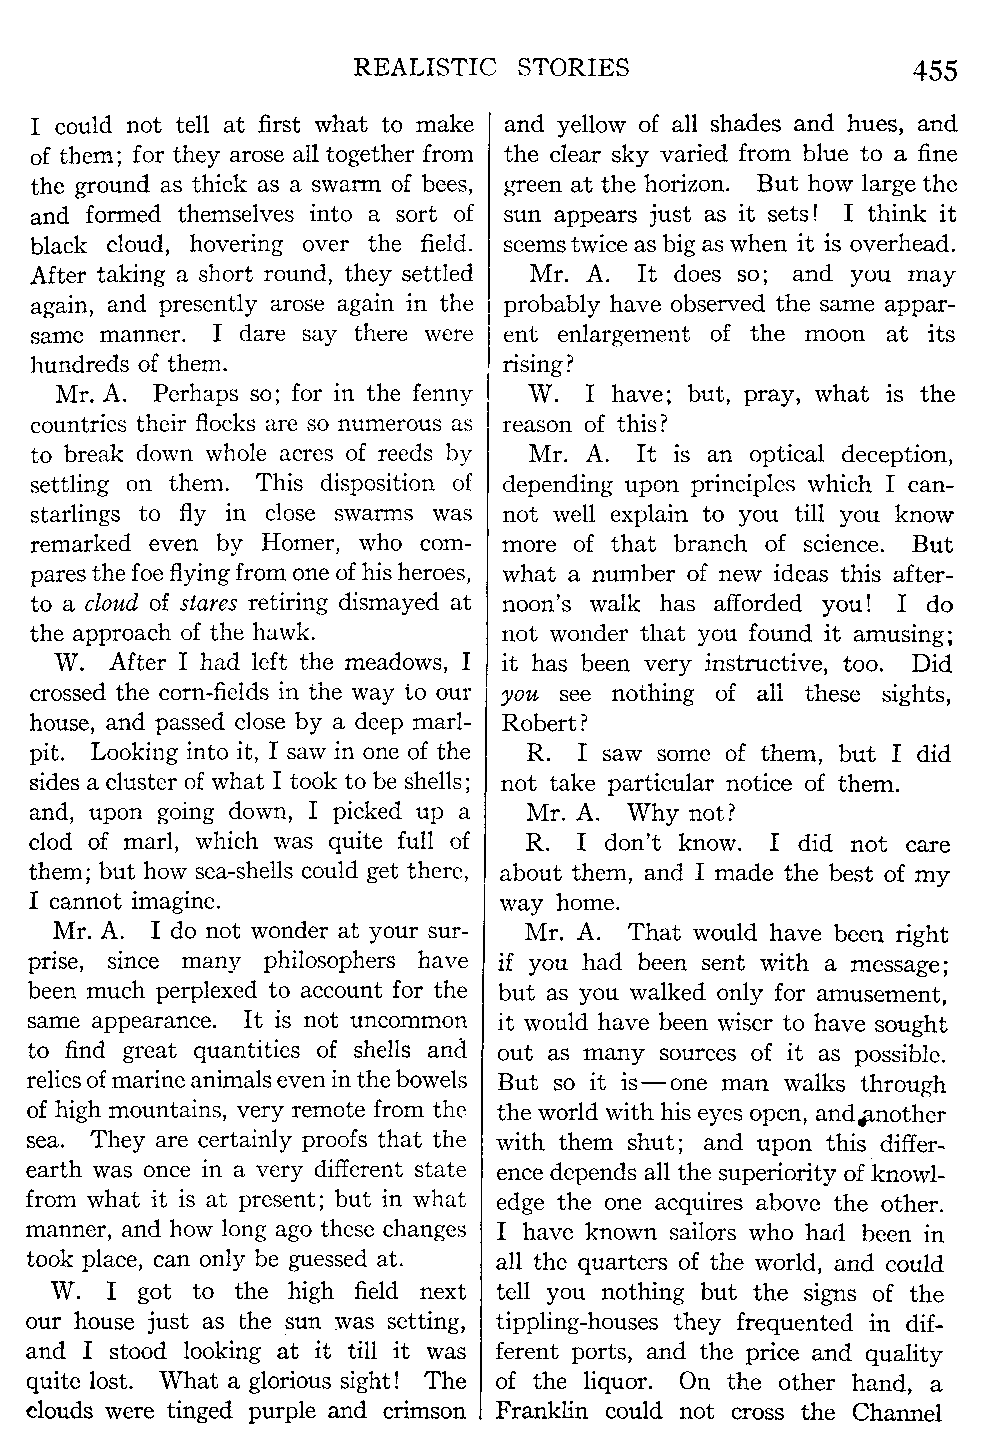 REALISTIC STORIES 455
I could not tell at first what to make
of them; for they arose all together from
the ground as thick as a swarm of bees,
and formed themselves into a sort of
black cloud, hovering over the field.
After taking a short round, they settled
again, and presently arose again in the
same manner. I dare say there were
hundreds of them.
Mr. A. Perhaps so; for in the fenny
countries their flocks are so numerous as
to break down whole acres of reeds by
settling on them. This disposition of
starlings to fly in close swarms was
remarked even by Homer, who com-
pares the foe flying from one of his heroes,
to a cloud of stares retiring dismayed at
the approach of the hawk.
W. After I had left the meadows, I
crossed the corn-fields in the way to our
house, and passed close by a deep marl-
pit. Looking into it, I saw in one of the
sides a cluster of what I took to be shells;
and, upon going down, I picked up a
clod of marl, which was quite full of
them; but how sea-shells could get there,
I cannot imagine.
Mr. A. I do not wonder at your sur-
prise, since many philosophers have
been much perplexed to account for the
same appearance. It is not uncommon
to find great quantities of shells and
relics of marine animals even in the bowels
of high mountains, very remote from the
sea. They are certainly proofs that the
earth was once in a very different state
from what it is at present; but in what
manner, and how long ago these changes
took place, can only be guessed at.
W. I got to the high field next
our house just as the sun was setting,
and I stood looking at it till it was
quite lost. What a glorious sight! The
clouds were tinged purple and crimson
and yellow of all shades and hues, and
the clear sky varied from blue to a fine
green at the horizon. But how large the
sun appears just as it sets! I think it
seems twice as big as when it is overhead.
Mr. A. It does so; and you may
probably have observed the same appar-
ent enlargement of the moon at its
rising?
W. I have; but, pray, what is the
reason of this?
Mr. A. It is an optical deception,
depending upon principles which I can-
not well explain to you till you know
more of that branch of science. But
what a number of new ideas this after-
noon's walk has afforded you! I do
not wonder that you found it amusing;
it has been very instructive, too. Did
you see nothing of all these sights,
Robert?
R. I saw some of them, but I did
not take particular notice of them.
Mr. A. Why not?
R. I don't know. I did not care
about them, and I made the best of my
way home.
Mr. A. That would have been right
if you had been sent with a message;
but as you walked only for amusement,
it would have been wiser to have sought
out as many sources of it as possible.
But so it is—one man walks through
the world with his eyes open, and another
with them shut; and upon this differ-
ence depends all the superiority of knowl-
edge the one acquires above the other.
I have known sailors who had been in
all the quarters of the world, and could
tell you nothing but the signs of the
tippling-houses they frequented in dif-
ferent ports, and the price and quality
of the liquor. On the other hand, a
Franklin could not cross the Channel